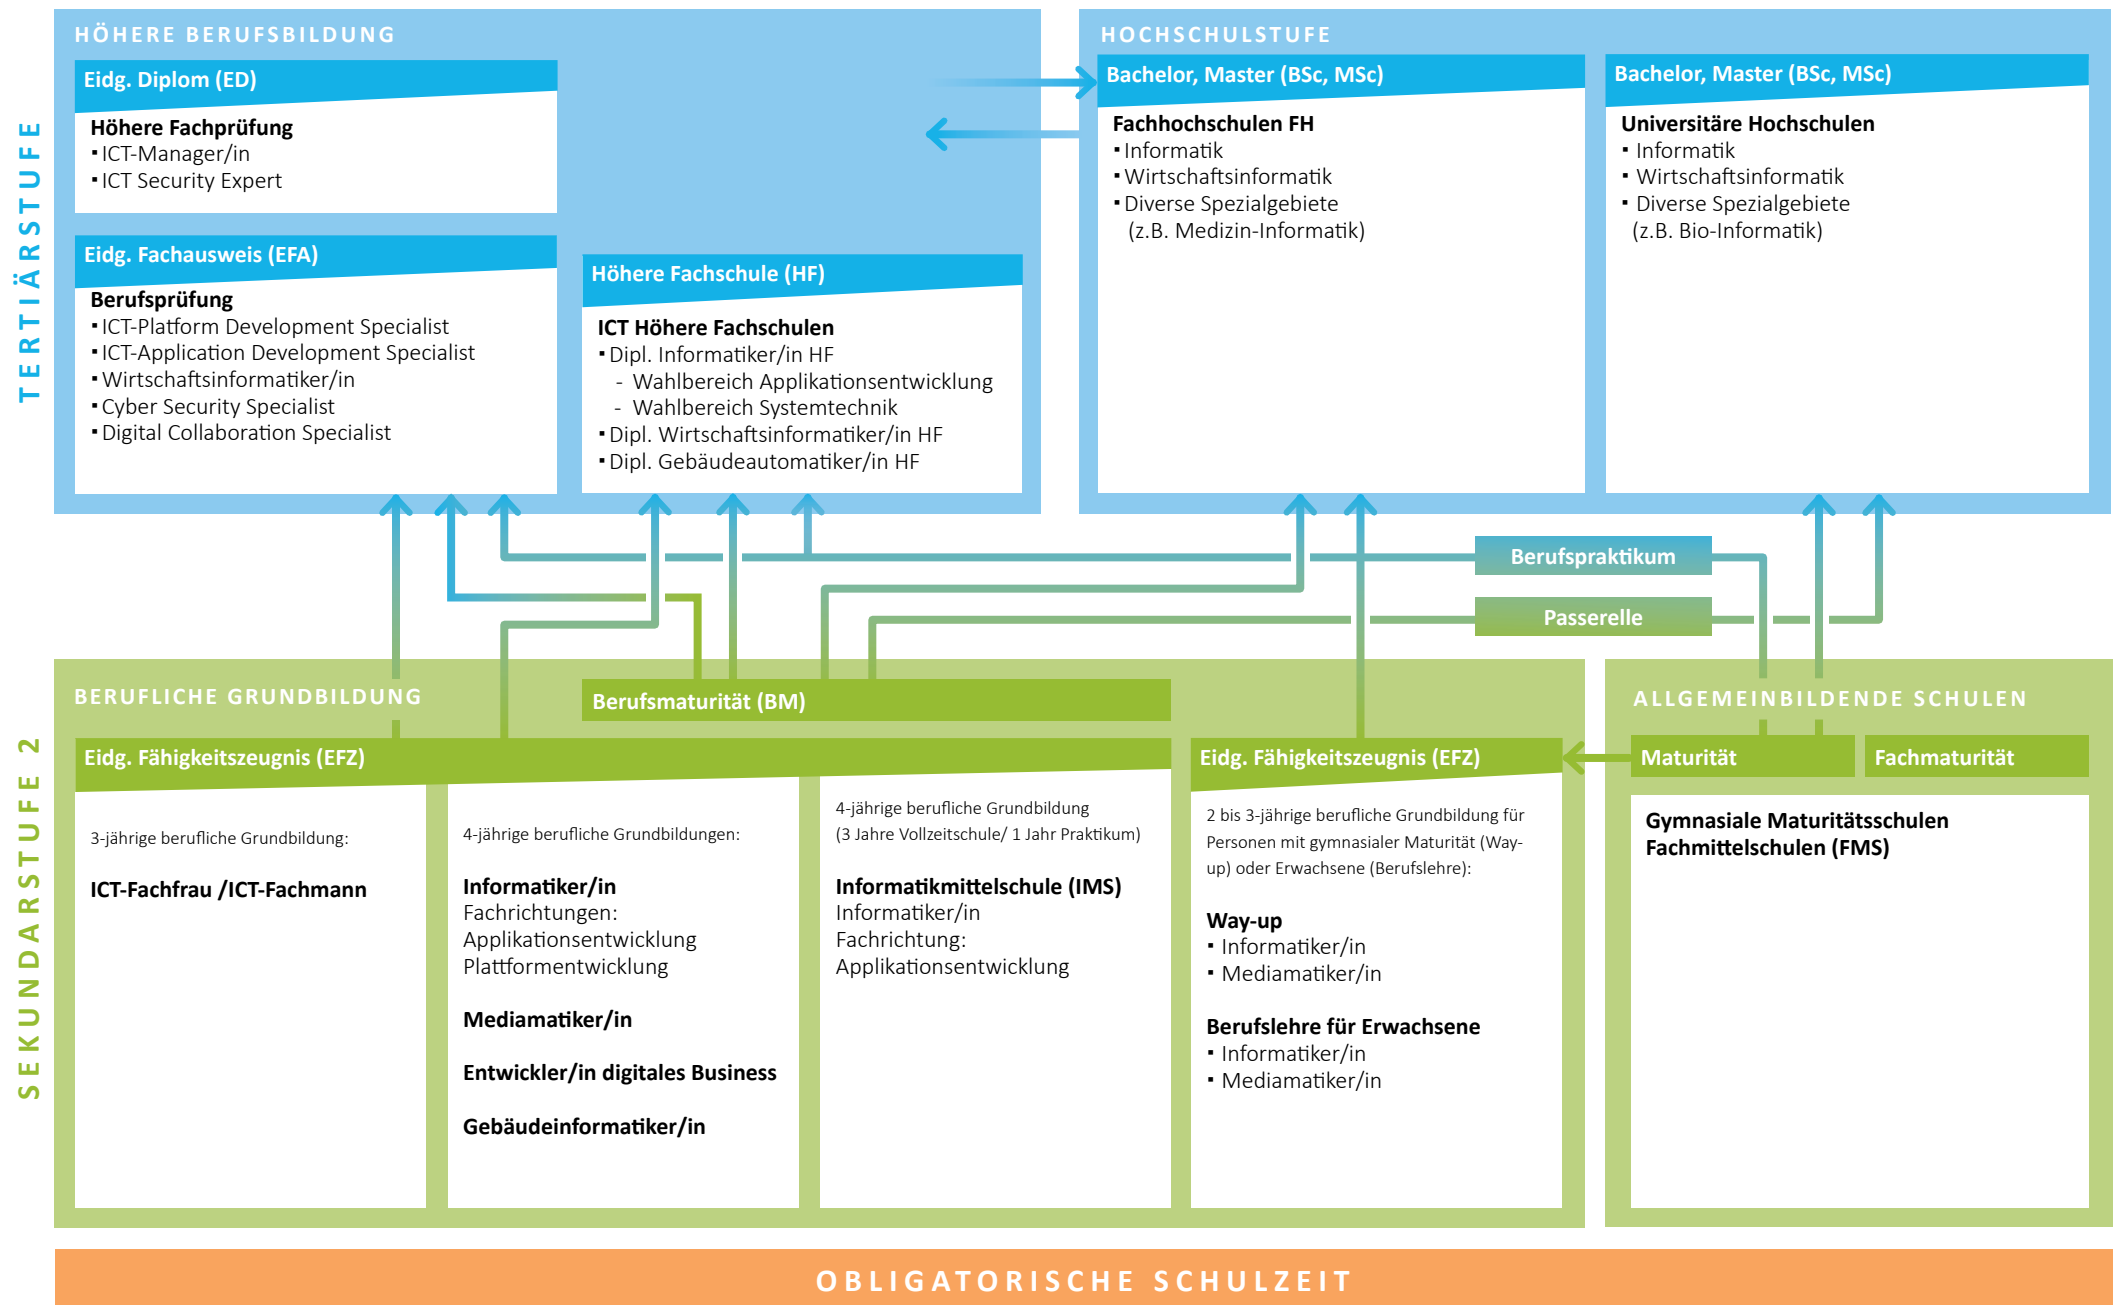 TERTIÄRSTUFE
HÖHERE BERUFSBILDUNG
Eidg. Diplom (ED)
Höhere Fachprüfung
▪ ICT-Manager/in
▪ ICT Security Expert
Eidg. Fachausweis (EFA)
Berufsprüfung
▪ ICT-Platform Development Specialist
▪ ICT-Application Development Specialist
▪ Wirtschaftsinformatiker/in
▪ Cyber Security Specialist
▪ Digital Collaboration Specialist
Höhere Fachschule (HF)
ICT Höhere Fachschulen
▪ Dipl. Informatiker/in HF
- Wahlbereich Applikationsentwicklung
- Wahlbereich Systemtechnik
▪ Dipl. Wirtschaftsinformatiker/in HF
▪ Dipl. Gebäudeautomatiker/in HF
HOCHSCHULSTUFE
Bachelor, Master (BSc, MSc)
Fachhochschulen FH
▪ Informatik
▪ Wirtschaftsinformatik
▪ Diverse Spezialgebiete
(z.B. Medizin-Informatik)
Bachelor, Master (BSc, MSc)
Universitäre Hochschulen
▪ Informatik
▪ Wirtschaftsinformatik
▪ Diverse Spezialgebiete
(z.B. Bio-Informatik)
Berufspraktikum
Passerelle
SEKUNDARSTUFE 2
BERUFLICHE GRUNDBILDUNG
Berufsmaturität (BM)
Eidg. Fähigkeitszeugnis (EFZ)
3-jährige berufliche Grundbildung:
ICT-Fachfrau /ICT-Fachmann
4-jährige berufliche Grundbildungen:
Informatiker/in
Fachrichtungen:
Applikationsentwicklung
Plattformentwicklung
Mediamatiker/in
Entwickler/in digitales Business
Gebäudeinformatiker/in
4-jährige berufliche Grundbildung
(3 Jahre Vollzeitschule/ 1 Jahr Praktikum)
Informatikmittelschule (IMS)
Informatiker/in
Fachrichtung:
Applikationsentwicklung
Eidg. Fähigkeitszeugnis (EFZ)
2 bis 3-jährige berufliche Grundbildung für
Personen mit gymnasialer Maturität (Way-
up) oder Erwachsene (Berufslehre):
Way-up
▪ Informatiker/in
▪ Mediamatiker/in
Berufslehre für Erwachsene
▪ Informatiker/in
▪ Mediamatiker/in
ALLGEMEINBILDENDE SCHULEN
Maturität
Fachmaturität
Gymnasiale Maturitätsschulen
Fachmittelschulen (FMS)
OBLIGATORISCHE SCHULZEIT